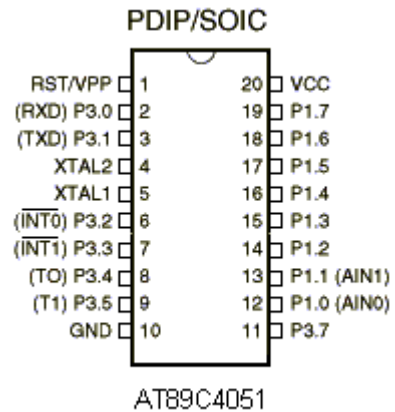 PDIP/SOIC
RST/VPP 1 20 VCC
(RXD) P3.0 2 19 P1.7
(TXD) P3.1 3 18 P1.6
XTAL2 4 17 P1.5
XTAL1 5 16 P1.4
(INT0) P3.2 6 15 P1.3
(INT1) P3.3 7 14 P1.2
(TO) P3.4 8 13 P1.1 (AIN1)
(T1) P3.5 9 12 P1.0 (AIN0)
GND 10 11 P3.7
AT89C4051